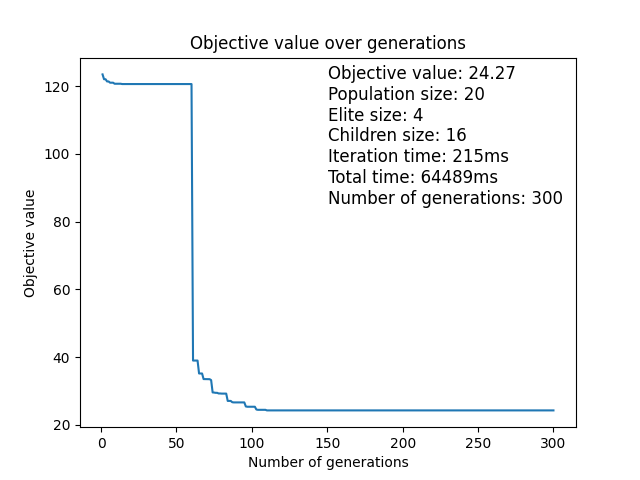 Objective value over generations
Objective value: 24.27
Population size: 20
Elite size: 4
Children size: 16
Iteration time: 215ms
Total time: 64489ms
Number of generations: 300
Objective value
120
100
80
60
40
20
0 50 100 150 200 250 300
Number of generations